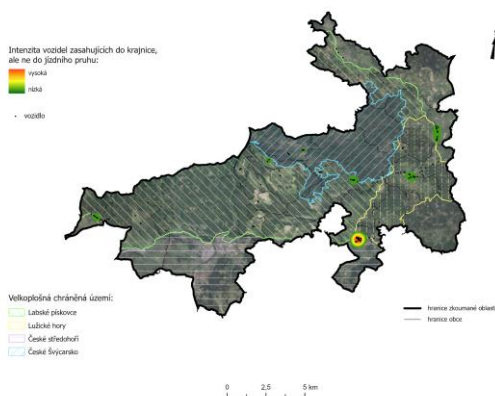 Intenzita vozidel zasahujících do krajnice,
ale ne do jízdního pruhu:
vysoká
nízká
vozidlo
Velkoplošná chráněná území:
Labské pískovce
Lužické hory
České středohoří
České Švýcarsko
hranice zkoumané oblasti
hranice obce
0 2,5 5 km